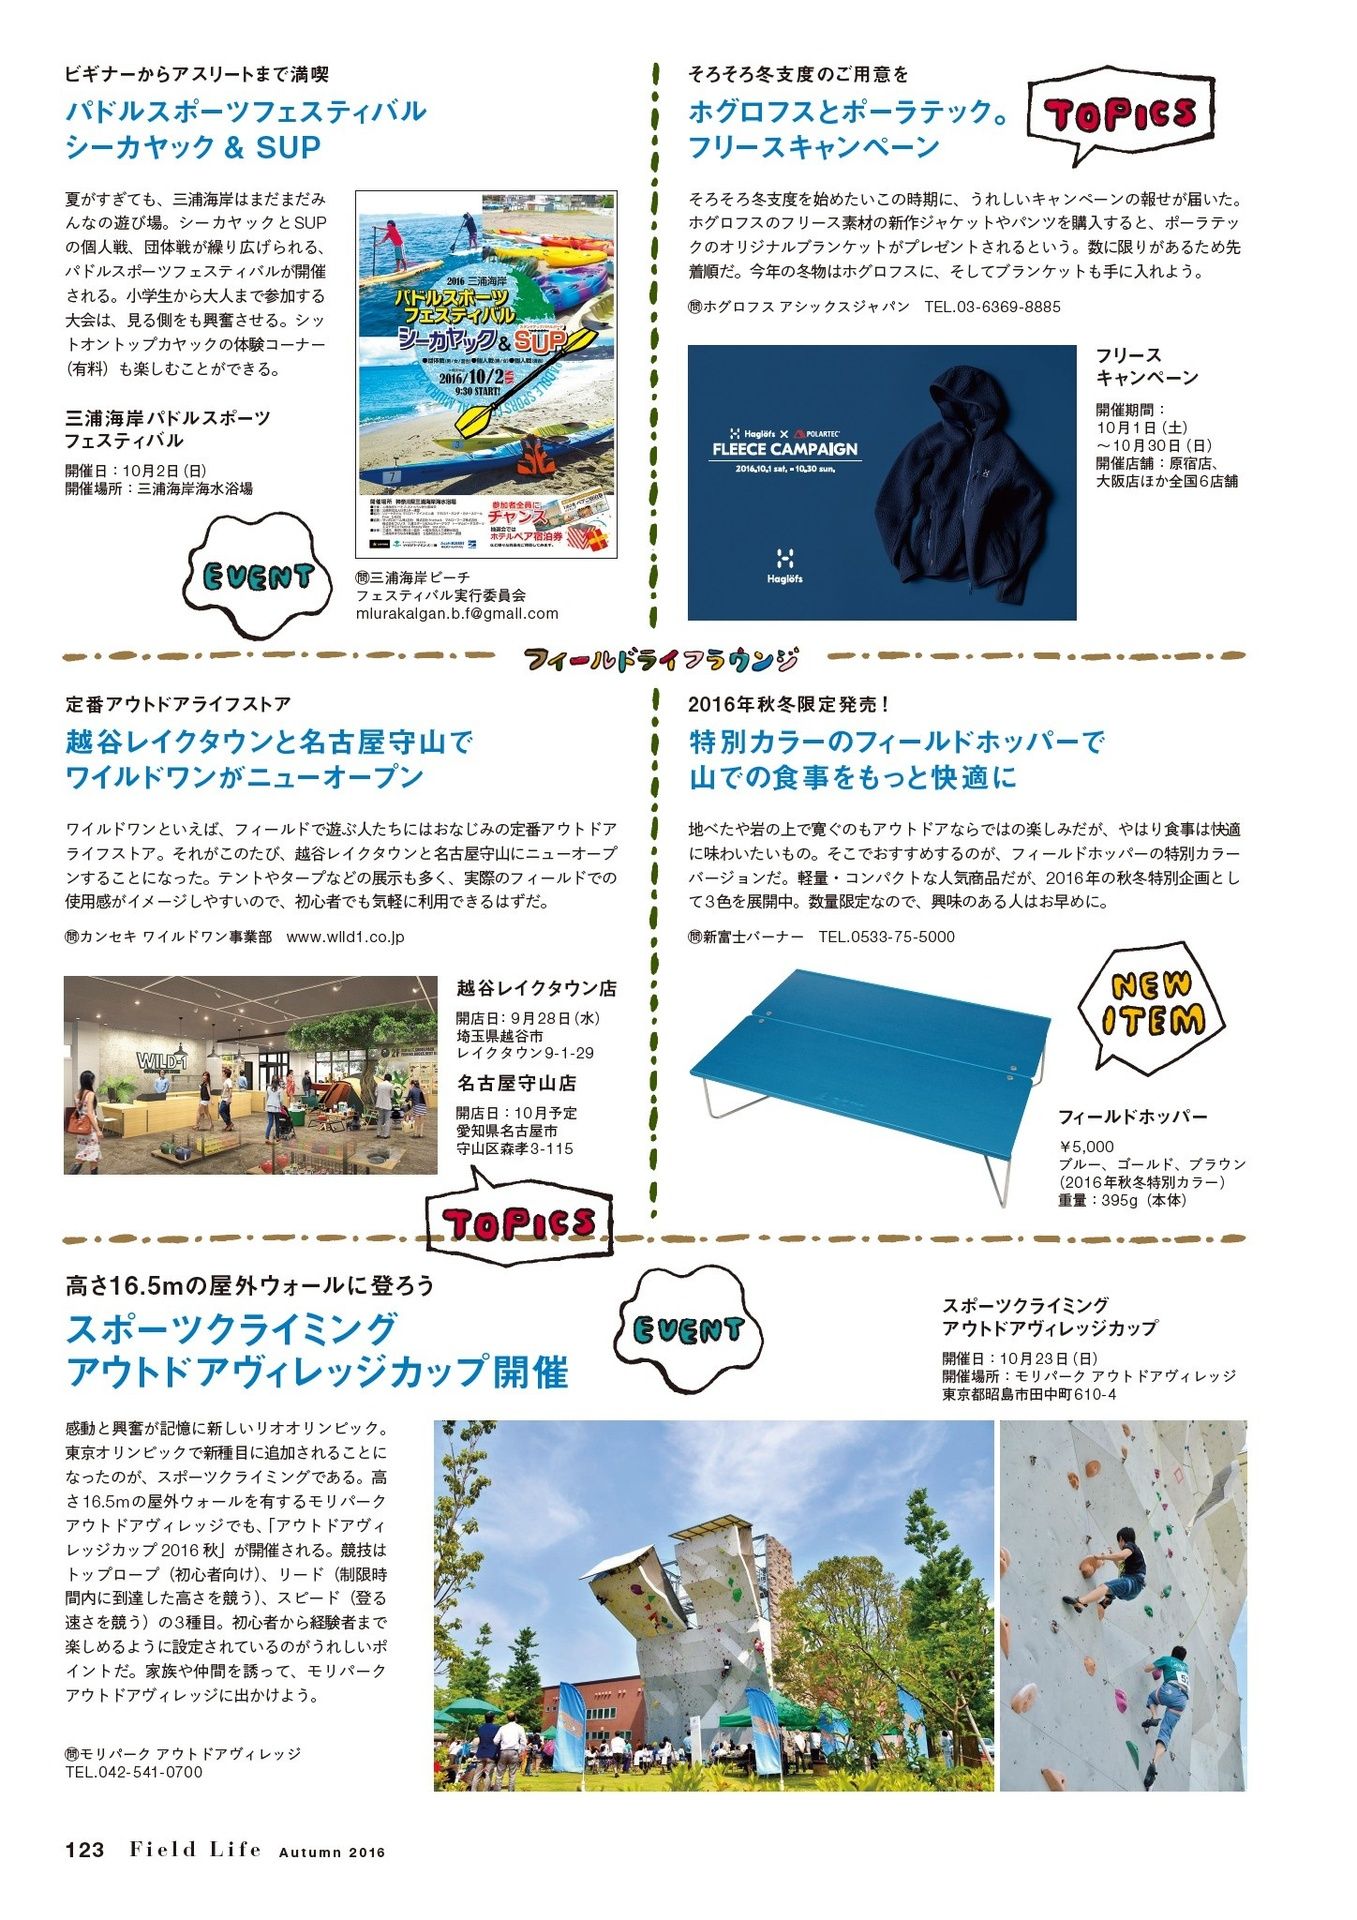 ビギナーからアスリートまで満喫
パドルスポーツフェスティバル
シーカヤック & SUP
夏がすぎても、三浦海岸はまだまだみ
んなの遊び場。シーカヤックとSUP
の個人戦、団体戦が繰り広げられる、
パドルスポーツフェスティバルが開催
される。小学生から大人まで参加する
大会は、見る側をも興奮させる。シッ
トオントップカヤックの体験コーナー
（有料）も楽しむことができる。
三浦海岸パドルスポーツ
フェスティバル
開催日：10月2日（日）
開催場所：三浦海岸海水浴場
EVENT
2016 三浦海岸
パドルスポーツ
フェスティバル
シーカヤック&SUP
2016/10/2 SUN
9:30 START!
開催場所 神奈川県三浦海岸海水浴場
参加者全員に
チャンス
抽選会では
ホテルペア宿泊券
㉄三浦海岸ビーチ
フェスティバル実行委員会
mIurakaIgan.b.f@gmaIl.com
そろそろ冬支度のご用意を
ホグロフスとポーラテック。
フリースキャンペーン
TOPICS
そろそろ冬支度を始めたいこの時期に、うれしいキャンペーンの報せが届いた。
ホグロフスのフリース素材の新作ジャケットやパンツを購入すると、ポーラテッ
クのオリジナルブランケットがプレゼントされるという。数に限りがあるため先
着順だ。今年の冬物はホグロフスに、そしてブランケットも手に入れよう。
㉄ホグロフス アシックスジャパン　TEL.03-6369-8885
Haglöfs × POLARTEC
FLEECE CAMPAIGN
2016.10.1 sat. - 10.30 sun.
Haglöfs
フリース
キャンペーン
開催期間：
10月1日（土）
～10月30日（日）
開催店舗：原宿店、
大阪店ほか全国6店舗
フィールドライフラウンジ
定番アウトドアライフストア
越谷レイクタウンと名古屋守山で
ワイルドワンがニューオープン
ワイルドワンといえば、フィールドで遊ぶ人たちにはおなじみの定番アウトドア
ライフストア。それがこのたび、越谷レイクタウンと名古屋守山にニューオープ
ンすることになった。テントやタープなどの展示も多く、実際のフィールドでの
使用感がイメージしやすいので、初心者でも気軽に利用できるはずだ。
㉄カンセキ ワイルドワン事業部　www.wIld1.co.jp
WILD-1
越谷レイクタウン店
開店日：9月28日（水）
埼玉県越谷市
レイクタウン9-1-29
名古屋守山店
開店日：10月予定
愛知県名古屋市
守山区森孝3-115
TOPICS
2016年秋冬限定発売！
特別カラーのフィールドホッパーで
山での食事をもっと快適に
地べたや岩の上で寛ぐのもアウトドアならではの楽しみだが、やはり食事は快適
に味わいたいもの。そこでおすすめするのが、フィールドホッパーの特別カラー
バージョンだ。軽量・コンパクトな人気商品だが、2016年の秋冬特別企画とし
て3色を展開中。数量限定なので、興味のある人はお早めに。
㉄新富士バーナー　TEL.0533-75-5000
NEW
ITEM
フィールドホッパー
￥5,000
ブルー、ゴールド、ブラウン
（2016年秋冬特別カラー）
重量：395g（本体）
高さ16.5mの屋外ウォールに登ろう
スポーツクライミング
アウトドアヴィレッジカップ開催
EVENT
スポーツクライミング
アウトドアヴィレッジカップ
開催日：10月23日（日）
開催場所：モリパーク アウトドアヴィレッジ
東京都昭島市田中町610-4
感動と興奮が記憶に新しいリオオリンピック。
東京オリンピックで新種目に追加されることに
なったのが、スポーツクライミングである。高
さ16.5mの屋外ウォールを有するモリパーク
アウトドアヴィレッジでも、「アウトドアヴィ
レッジカップ 2016 秋」が開催される。競技は
トップロープ（初心者向け）、リード（制限時
間内に到達した高さを競う）、スピード（登る
速さを競う）の3種目。初心者から経験者まで
楽しめるように設定されているのがうれしいポ
イントだ。家族や仲間を誘って、モリパーク
アウトドアヴィレッジに出かけよう。
㉄モリパーク アウトドアヴィレッジ
TEL.042-541-0700
123 Field Life Autumn 2016